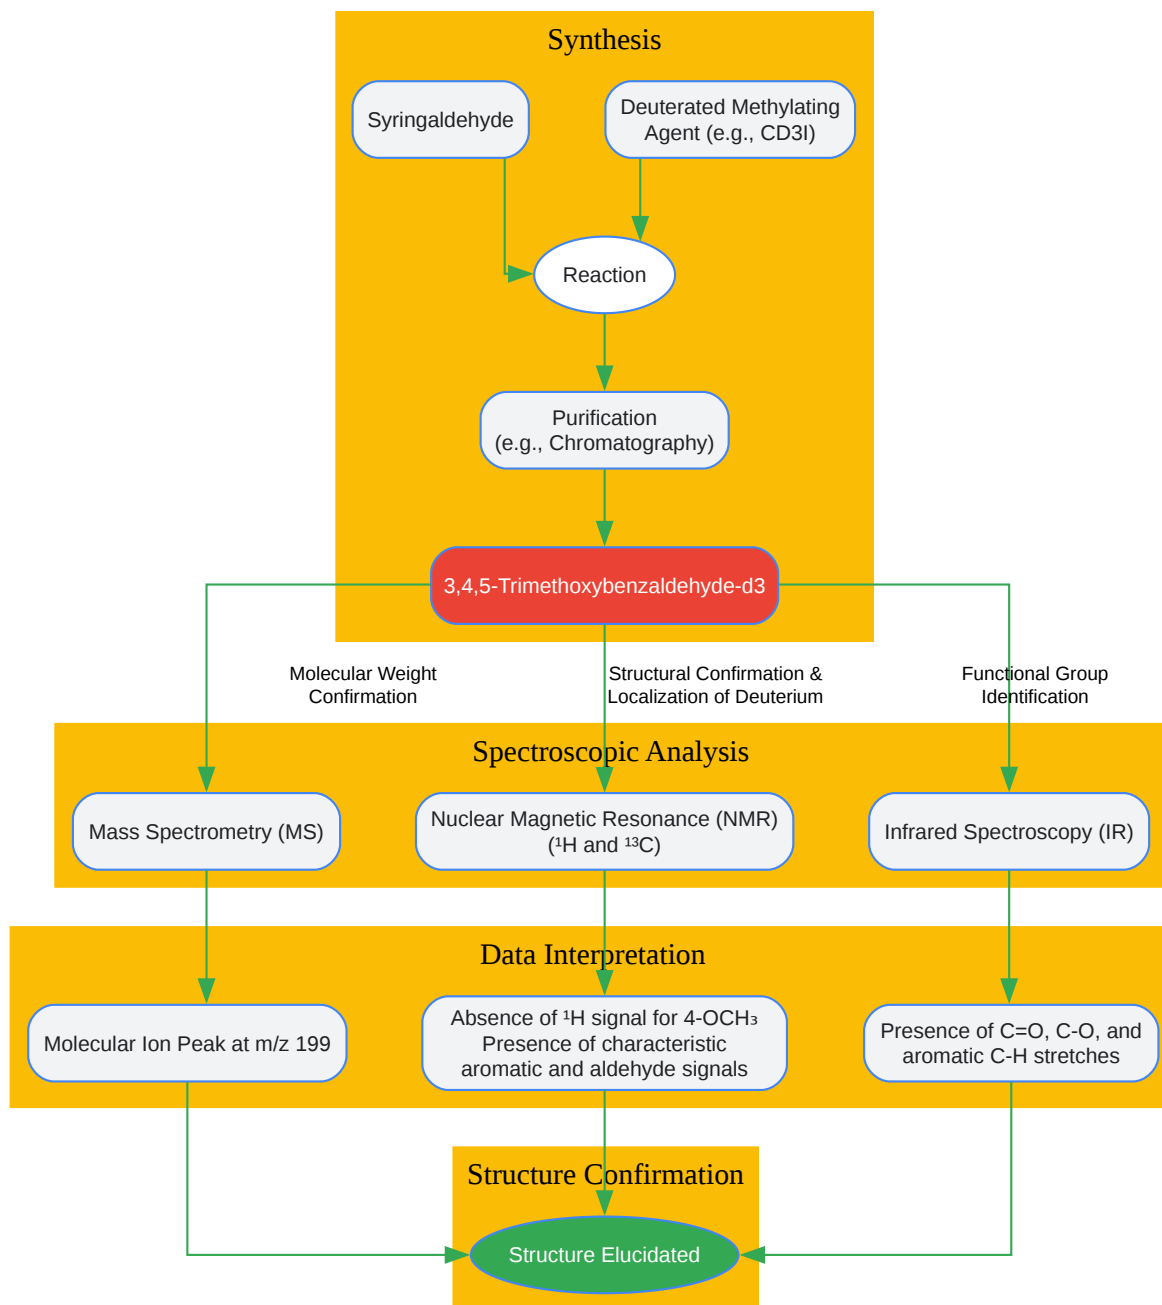 Synthesis
Syringaldehyde
Deuterated Methylating
Agent (e.g., CD3I)
Reaction
Purification
(e.g., Chromatography)
3,4,5-Trimethoxybenzaldehyde-d3
Molecular Weight
Confirmation
Structural Confirmation &
Localization of Deuterium
Functional Group
Identification
Spectroscopic Analysis
Mass Spectrometry (MS)
Nuclear Magnetic Resonance (NMR)
(¹H and ¹³C)
Infrared Spectroscopy (IR)
Data Interpretation
Molecular Ion Peak at m/z 199
Absence of ¹H signal for 4-OCH₃
Presence of characteristic
aromatic and aldehyde signals
Presence of C=O, C-O, and
aromatic C-H stretches
Structure Confirmation
Structure Elucidated